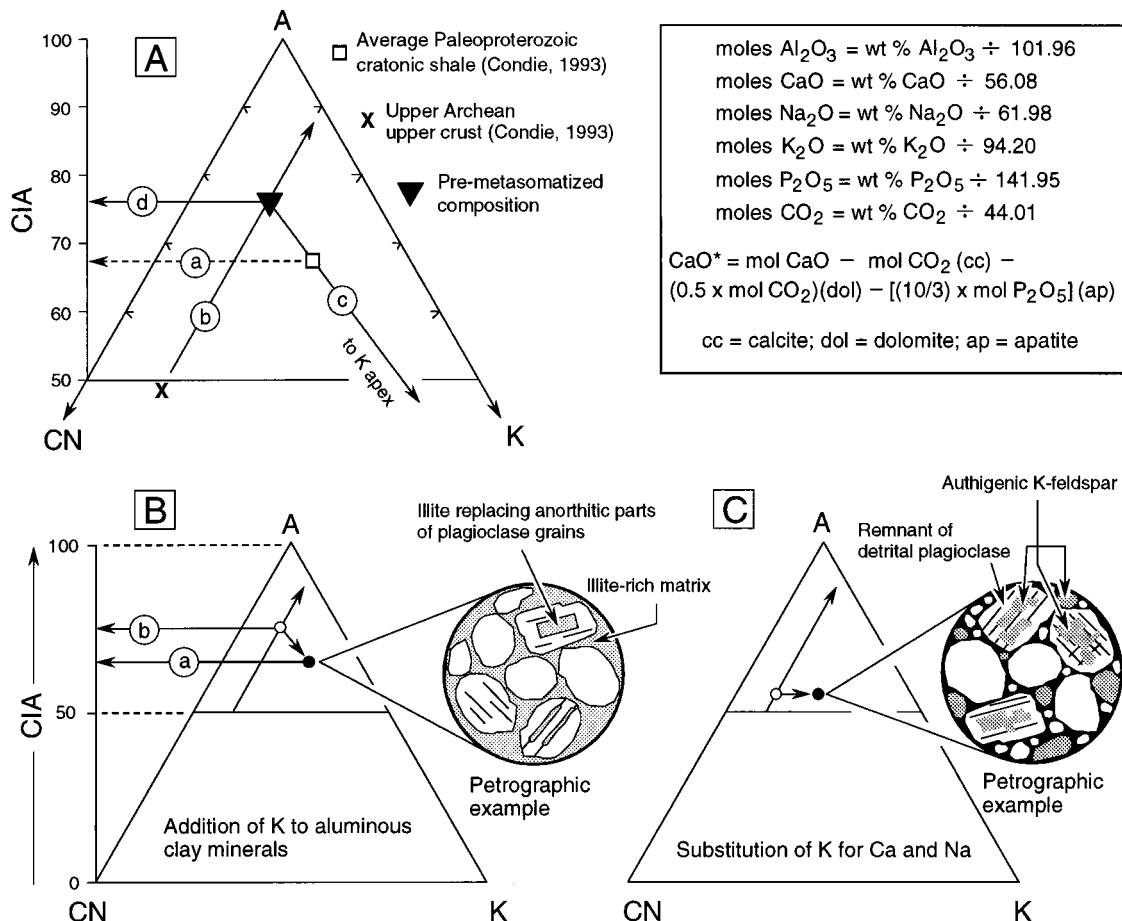 A
A
100
90
80
70
60
50
CIA
Average Paleoproterozoic
cratonic shale (Condie, 1993)
x Upper Archean
upper crust (Condie, 1993)
Pre-metasomatized
composition
d
a
b
c
to K apex
x
CN
K
moles Al₂O₃ = wt % Al₂O₃ ÷ 101.96
moles CaO = wt % CaO ÷ 56.08
moles Na₂O = wt % Na₂O ÷ 61.98
moles K₂O = wt % K₂O ÷ 94.20
moles P₂O₅ = wt % P₂O₅ ÷ 141.95
moles CO₂ = wt % CO₂ ÷ 44.01
CaO* = mol CaO – mol CO₂ (cc) –
(0.5 x mol CO₂)(dol) – [(10/3) x mol P₂O₅] (ap)
cc = calcite; dol = dolomite; ap = apatite
B
A
100
50
0
CIA
b
a
Illite replacing anorthitic parts
of plagioclase grains
Illite-rich matrix
Petrographic
example
Addition of K to aluminous
clay minerals
CN
K
C
A
Authigenic K-feldspar
Remnant of
detrital plagioclase
Petrographic
example
Substitution of K for Ca and Na
CN
K